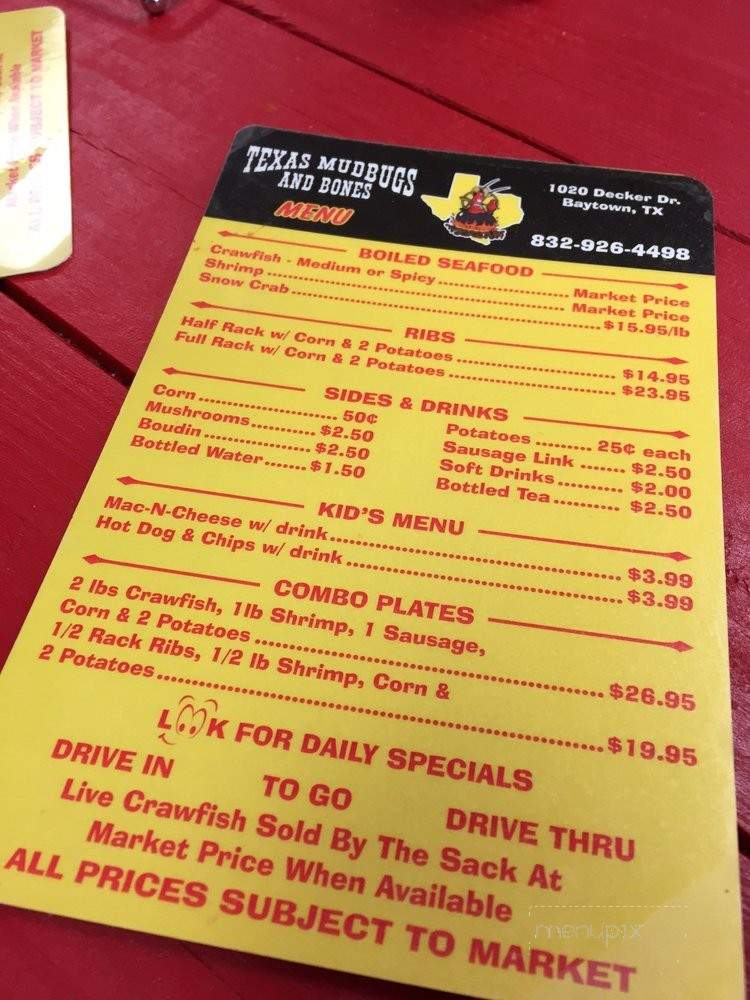 TEXAS MUDBUGS
AND BONES
MENU
1020 Decker Dr.
Baytown, TX
832-926-4498
BOILED SEAFOOD
Crawfish - Medium or Spicy Market Price
Shrimp Market Price
Snow Crab $15.95/lb
RIBS
Half Rack w/ Corn & 2 Potatoes $14.95
Full Rack w/ Corn & 2 Potatoes $23.95
SIDES & DRINKS
Corn 50¢
Mushrooms $2.50
Boudin $2.50
Bottled Water $1.50
Potatoes 25¢ each
Sausage Link $2.50
Soft Drinks $2.00
Bottled Tea $2.50
KID'S MENU
Mac-N-Cheese w/ drink $3.99
Hot Dog & Chips w/ drink $3.99
COMBO PLATES
2 lbs Crawfish, 1lb Shrimp, 1 Sausage,
Corn & 2 Potatoes $26.95
1/2 Rack Ribs, 1/2 lb Shrimp, Corn &
2 Potatoes $19.95
LOOK FOR DAILY SPECIALS
DRIVE IN TO GO DRIVE THRU
Live Crawfish Sold By The Sack At
Market Price When Available
ALL PRICES SUBJECT TO MARKET
menupix
SUBJECT TO MARKET